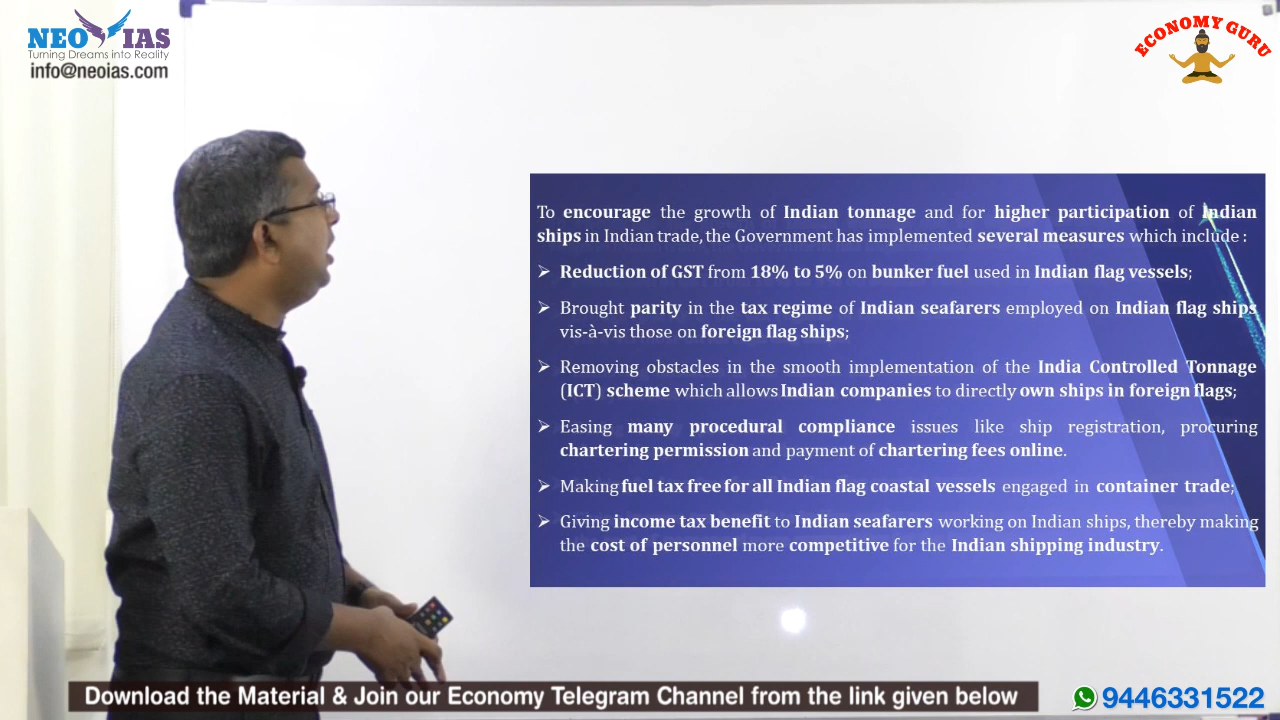 NEO IAS
Turning Dreams into Reality
info@neoias.com
ECONOMY GURU
To encourage the growth of Indian tonnage and for higher participation of Indian
ships in Indian trade, the Government has implemented several measures which include :
➢ Reduction of GST from 18% to 5% on bunker fuel used in Indian flag vessels;
➢ Brought parity in the tax regime of Indian seafarers employed on Indian flag ships
vis-à-vis those on foreign flag ships;
➢ Removing obstacles in the smooth implementation of the India Controlled Tonnage
(ICT) scheme which allows Indian companies to directly own ships in foreign flags;
➢ Easing many procedural compliance issues like ship registration, procuring
chartering permission and payment of chartering fees online.
➢ Making fuel tax free for all Indian flag coastal vessels engaged in container trade;
➢ Giving income tax benefit to Indian seafarers working on Indian ships, thereby making
the cost of personnel more competitive for the Indian shipping industry.
Download the Material & Join our Economy Telegram Channel from the link given below
9446331522